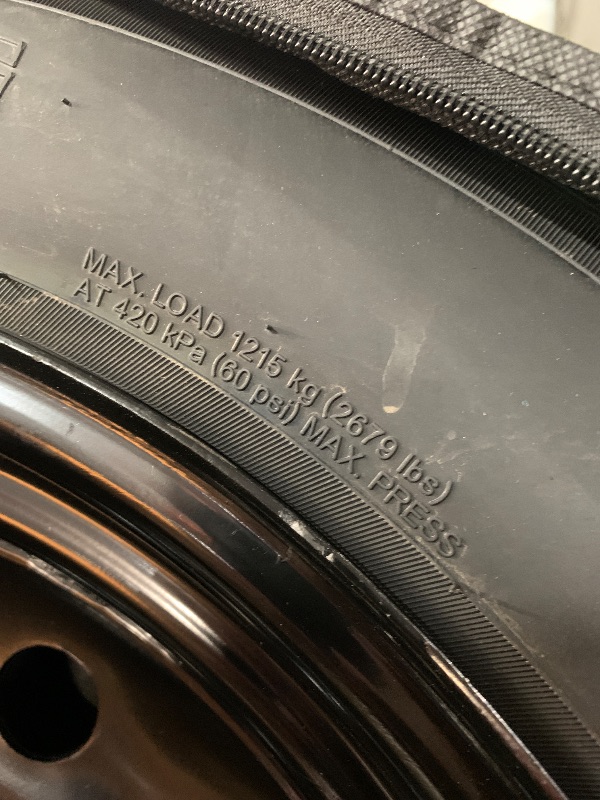 MAX. LOAD 1215 kg (2679 lbs)
AT 420 kPa (60 psi) MAX. PRESS